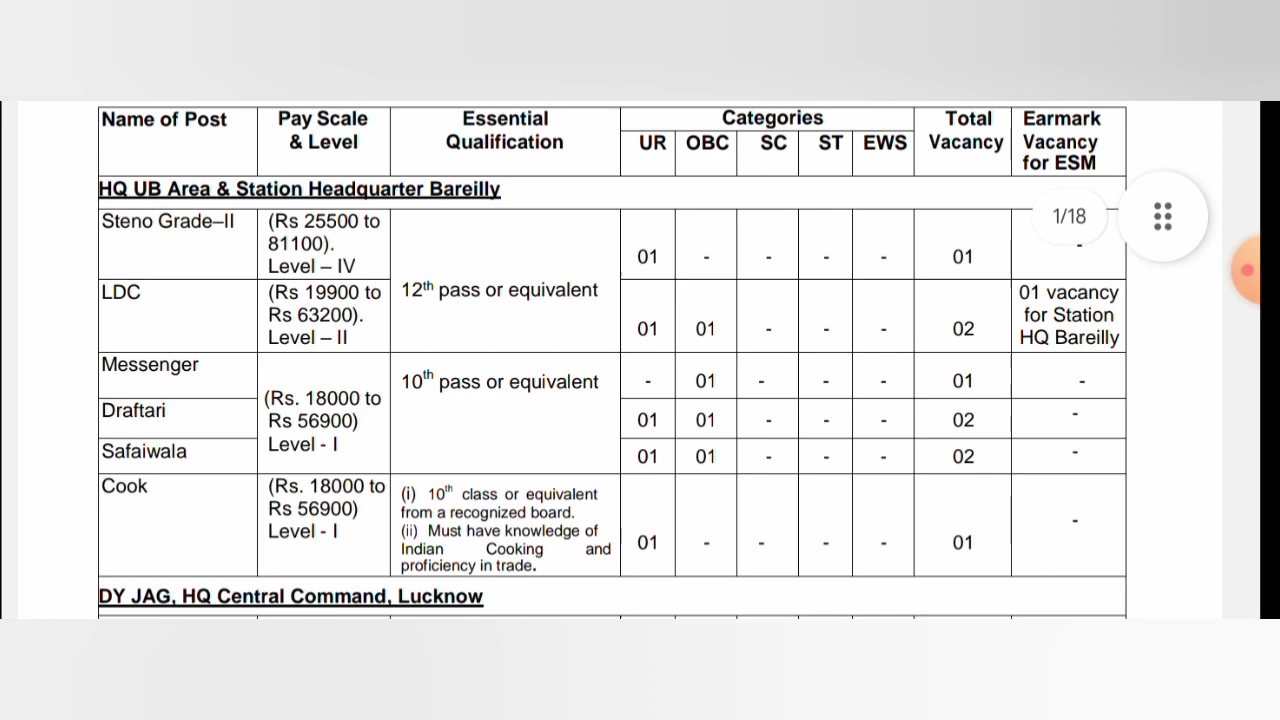 Name of Post Pay Scale & Level Essential Qualification Categories Total Vacancy Earmark Vacancy for ESM
UR OBC SC ST EWS
HQ UB Area & Station Headquarter Bareilly
1/18
Steno Grade–II (Rs 25500 to 81100). Level – IV 12th pass or equivalent 01 - - - - 01 -
LDC (Rs 19900 to Rs 63200). Level – II 01 01 - - - 02 01 vacancy for Station HQ Bareilly
Messenger (Rs. 18000 to Rs 56900) Level - I 10th pass or equivalent - 01 - - - 01 -
Draftari 01 01 - - - 02 -
Safaiwala 01 01 - - - 02 -
Cook (Rs. 18000 to Rs 56900) Level - I (i) 10th class or equivalent from a recognized board. (ii) Must have knowledge of Indian Cooking and proficiency in trade. 01 - - - - 01 -
DY JAG, HQ Central Command, Lucknow